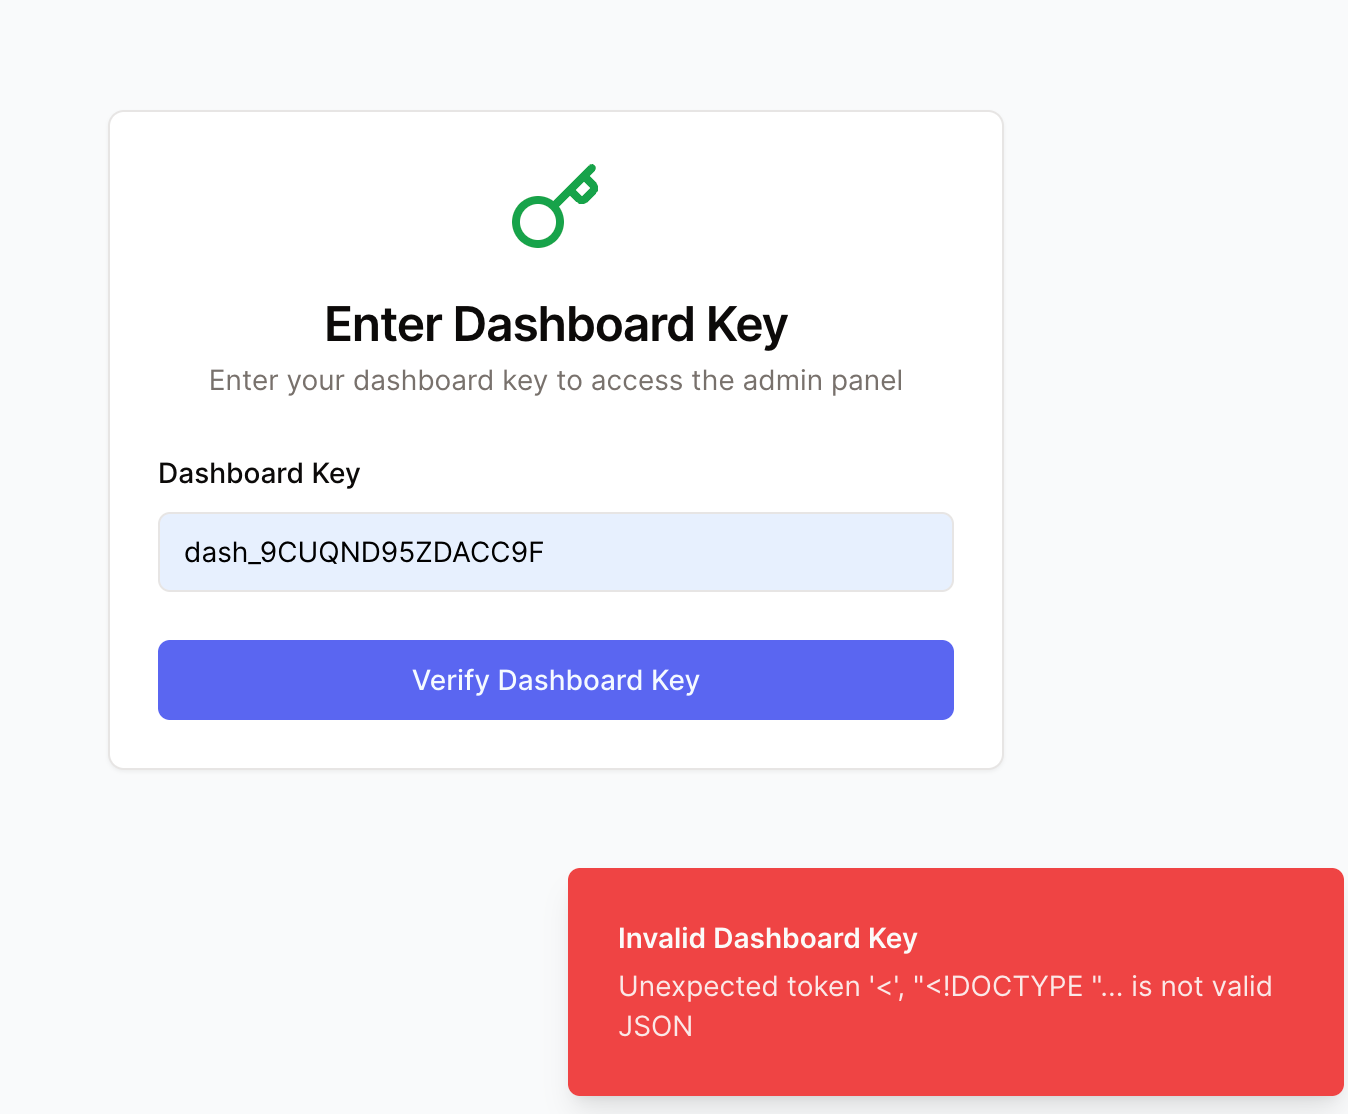 Enter Dashboard Key
Enter your dashboard key to access the admin panel
Dashboard Key
dash_9CUQND95ZDACC9F
Verify Dashboard Key
Invalid Dashboard Key
Unexpected token '<', "<!DOCTYPE "... is not valid
JSON